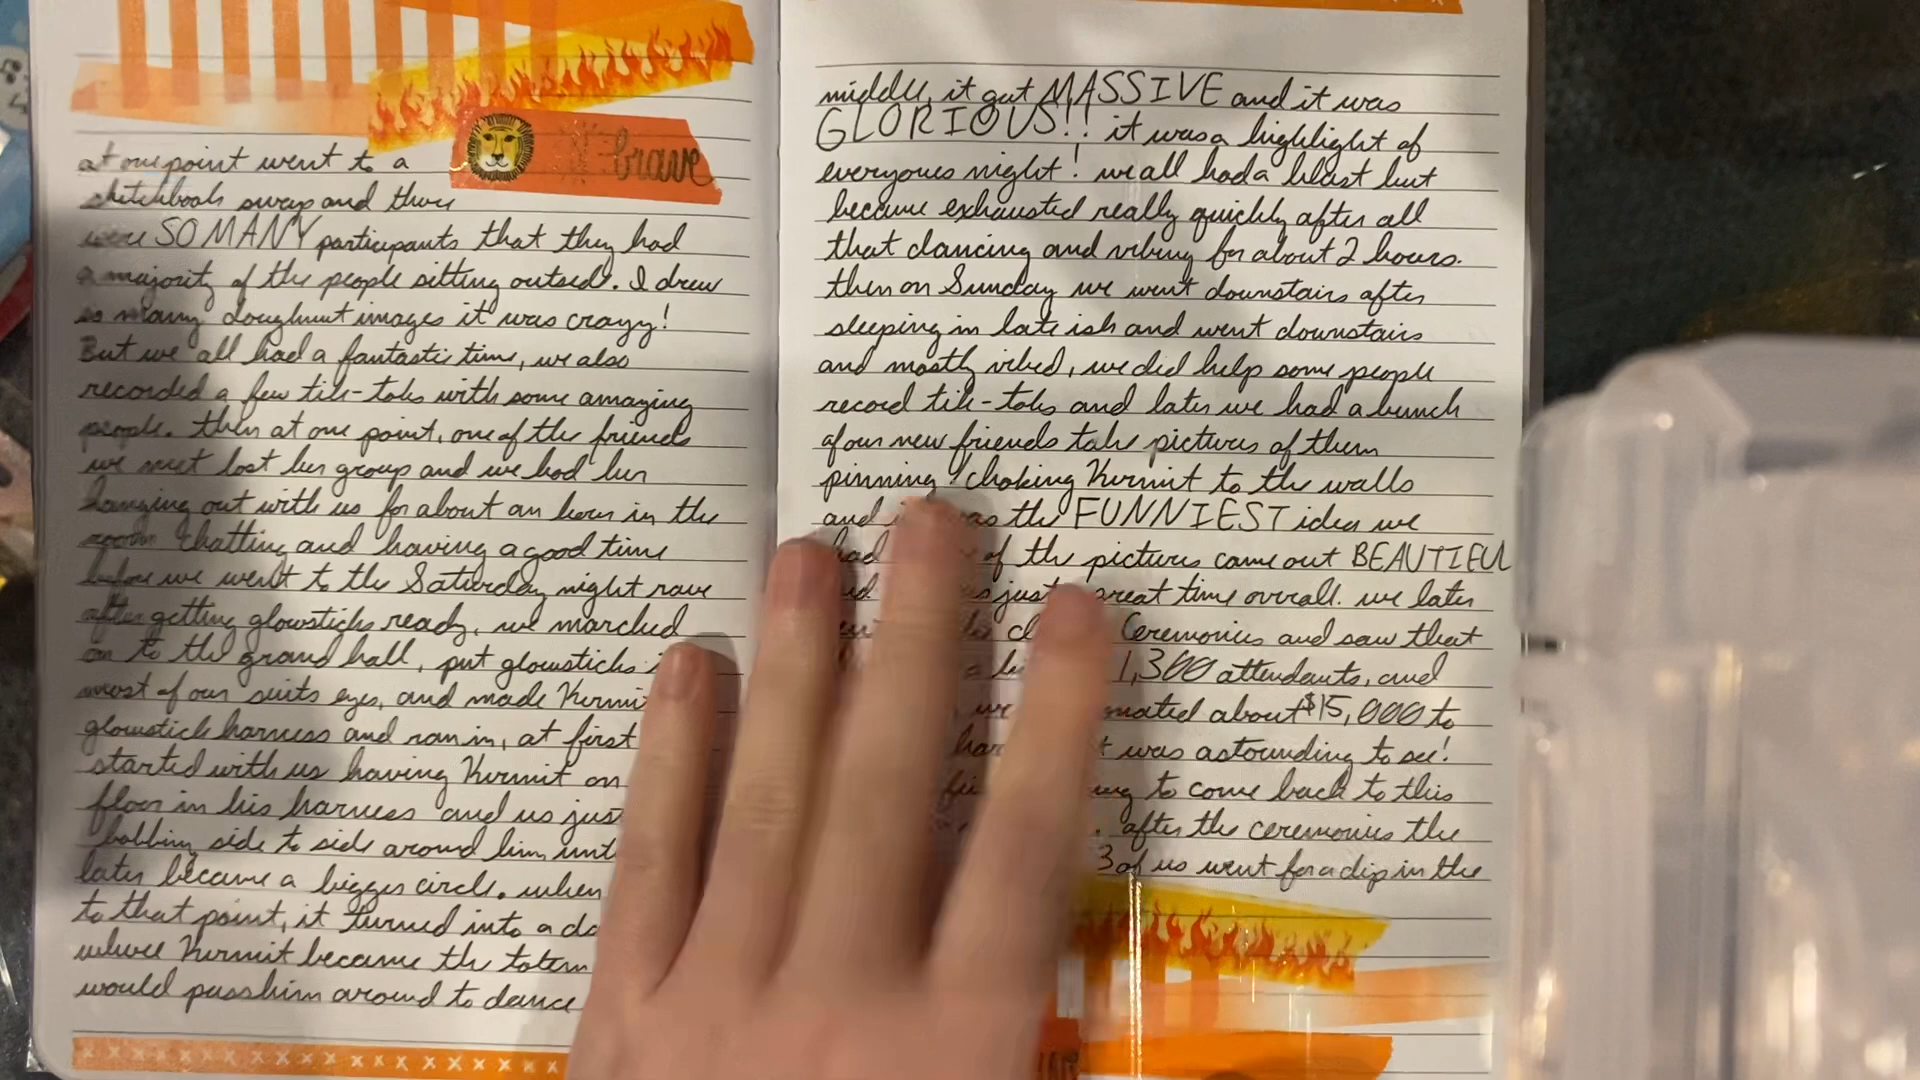 brave
at one point went to a
sketchbook swap and there
were SO MANY participants that they had
a majority of the people sitting outside. I drew
so many doughnut images it was crazy!
But we all had a fantastic time, we also
recorded a few tik-toks with some amazing
people. then at one point, one of the friends
we met lost her group and we had her
hanging out with us for about an hour in the
room chatting and having a good time
before we went to the Saturday night rave
after getting glowsticks ready, we marched
on to the grand hall, put glowsticks
most of our suits eyes, and made Kermit
glowstick harness and ran in, at first
started with us having Kermit on
floor in his harness and us just
bobbing side to side around him
later became a bigger circle. when
to that point, it turned into a
where Kermit became the totem
would pass him around to dance
middle, it got MASSIVE and it was
GLORIOUS!! it was a highlight of
everyones night! we all had a blast but
became exhausted really quickly after all
that dancing and vibing for about 2 hours.
then on Sunday we went downstairs after
sleeping in late ish and went downstairs
and mostly vibed, we did help some people
record tik-toks and later we had a bunch
of our new friends take pictures of them
pinning/choking Kermit to the walls
and the FUNNIEST idea we
had of the pictures came out BEAUTIFUL
just great time overall. we later
Ceremonies and saw that
1,300 attendants, and
we about $15,000 to
was astounding to see!
to come back to this
. after the ceremonies the
3 of us went for a dip in the